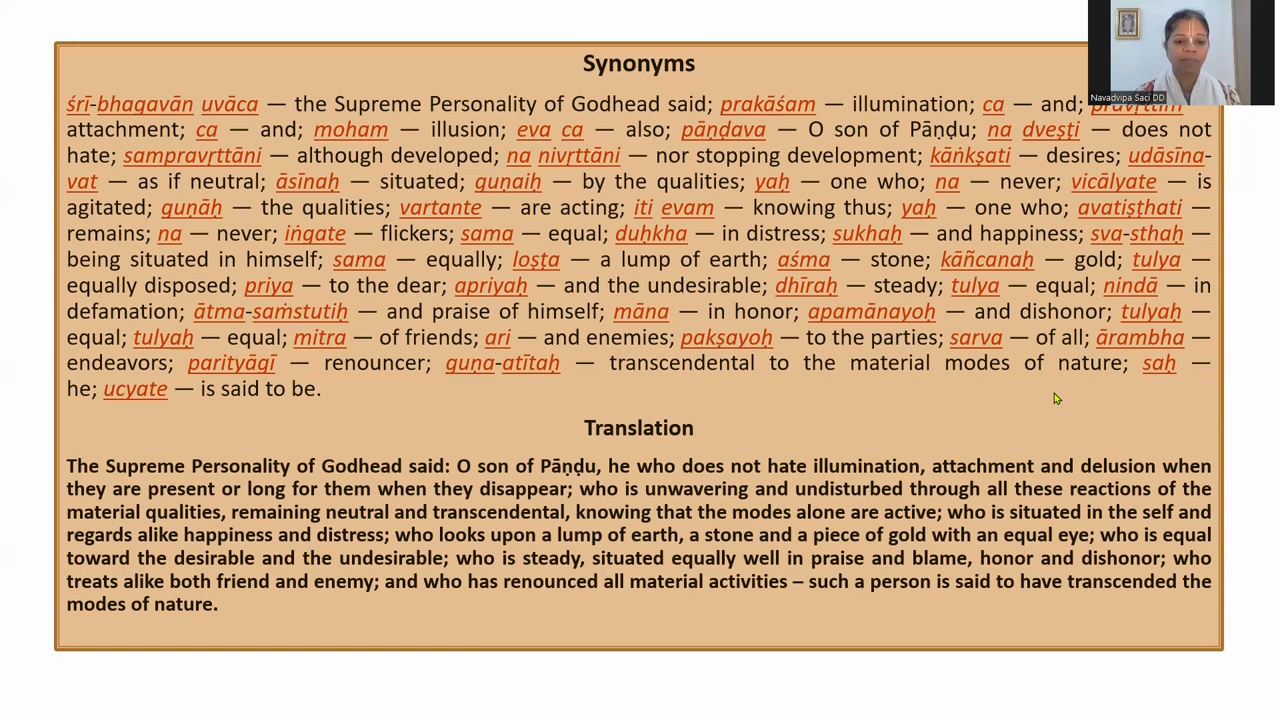 Synonyms
śrī-bhagavān uvāca — the Supreme Personality of Godhead said; prakāśam — illumination; ca — and; pravṛttim
attachment; ca — and; moham — illusion; eva ca — also; pāṇḍava — O son of Pāṇḍu; na dveṣṭi — does not
hate; sampravṛttāni — although developed; na nivṛttāni — nor stopping development; kāṅkṣati — desires; udāsīna-
vat — as if neutral; āsīnaḥ — situated; guṇaiḥ — by the qualities; yaḥ — one who; na — never; vicālyate — is
agitated; guṇāḥ — the qualities; vartante — are acting; iti evam — knowing thus; yaḥ — one who; avatiṣṭhati —
remains; na — never; iṅgate — flickers; sama — equal; duḥkha — in distress; sukhaḥ — and happiness; sva-sthaḥ —
being situated in himself; sama — equally; loṣṭa — a lump of earth; aśma — stone; kāñcanaḥ — gold; tulya —
equally disposed; priya — to the dear; apriyaḥ — and the undesirable; dhīraḥ — steady; tulya — equal; nindā — in
defamation; ātma-saṁstutiḥ — and praise of himself; māna — in honor; apamānayoḥ — and dishonor; tulyaḥ —
equal; tulyaḥ — equal; mitra — of friends; ari — and enemies; pakṣayoḥ — to the parties; sarva — of all; ārambha —
endeavors; parityāgī — renouncer; guṇa-atītaḥ — transcendental to the material modes of nature; saḥ —
he; ucyate — is said to be.
Translation
The Supreme Personality of Godhead said: O son of Pāṇḍu, he who does not hate illumination, attachment and delusion when
they are present or long for them when they disappear; who is unwavering and undisturbed through all these reactions of the
material qualities, remaining neutral and transcendental, knowing that the modes alone are active; who is situated in the self and
regards alike happiness and distress; who looks upon a lump of earth, a stone and a piece of gold with an equal eye; who is equal
toward the desirable and the undesirable; who is steady, situated equally well in praise and blame, honor and dishonor; who
treats alike both friend and enemy; and who has renounced all material activities – such a person is said to have transcended the
modes of nature.
Navadvipa Saci DD